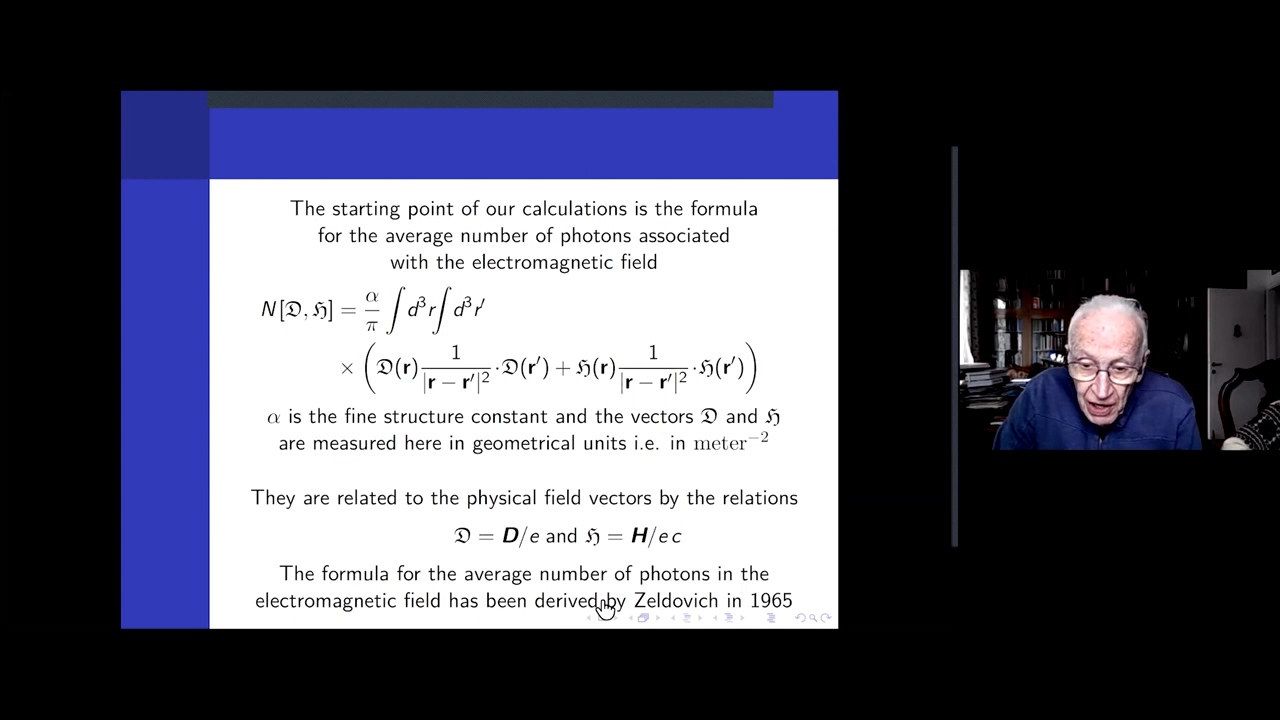 The starting point of our calculations is the formula
for the average number of photons associated
with the electromagnetic field
N[𝔇, ℌ] = α/π ∫ d³r ∫ d³r′
× (𝔇(r) 1/|r − r′|² · 𝔇(r′) + ℌ(r) 1/|r − r′|² · ℌ(r′))
α is the fine structure constant and the vectors 𝔇 and ℌ
are measured here in geometrical units i.e. in meter⁻²
They are related to the physical field vectors by the relations
𝔇 = D/e and ℌ = H/e c
The formula for the average number of photons in the
electromagnetic field has been derived by Zeldovich in 1965